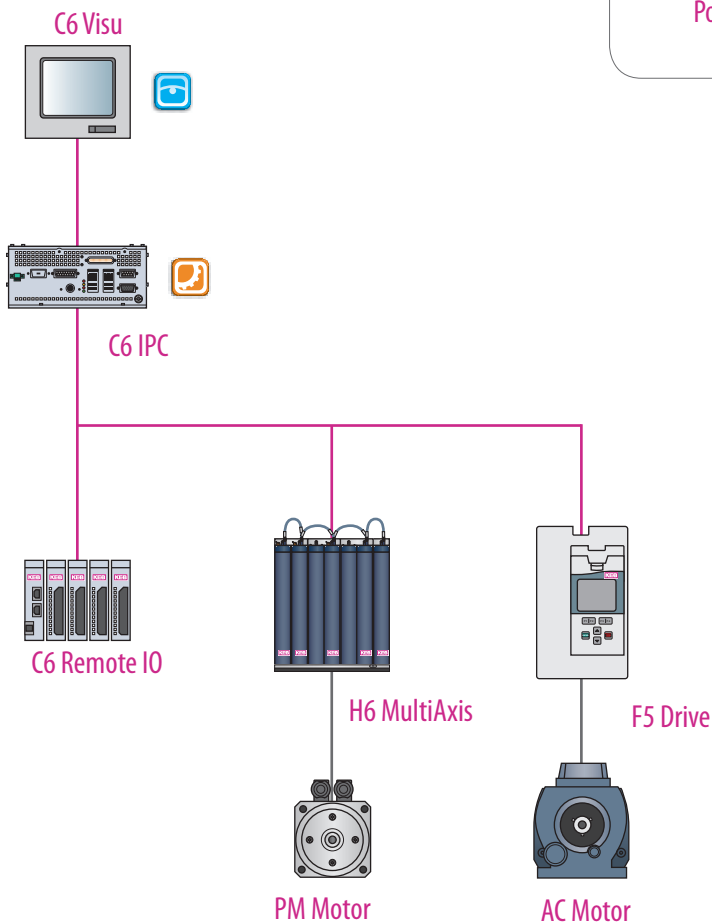 C6 Visu
C6 IPC
C6 Remote IO
H6 MultiAxis
F5 Drive
PM Motor
AC Motor